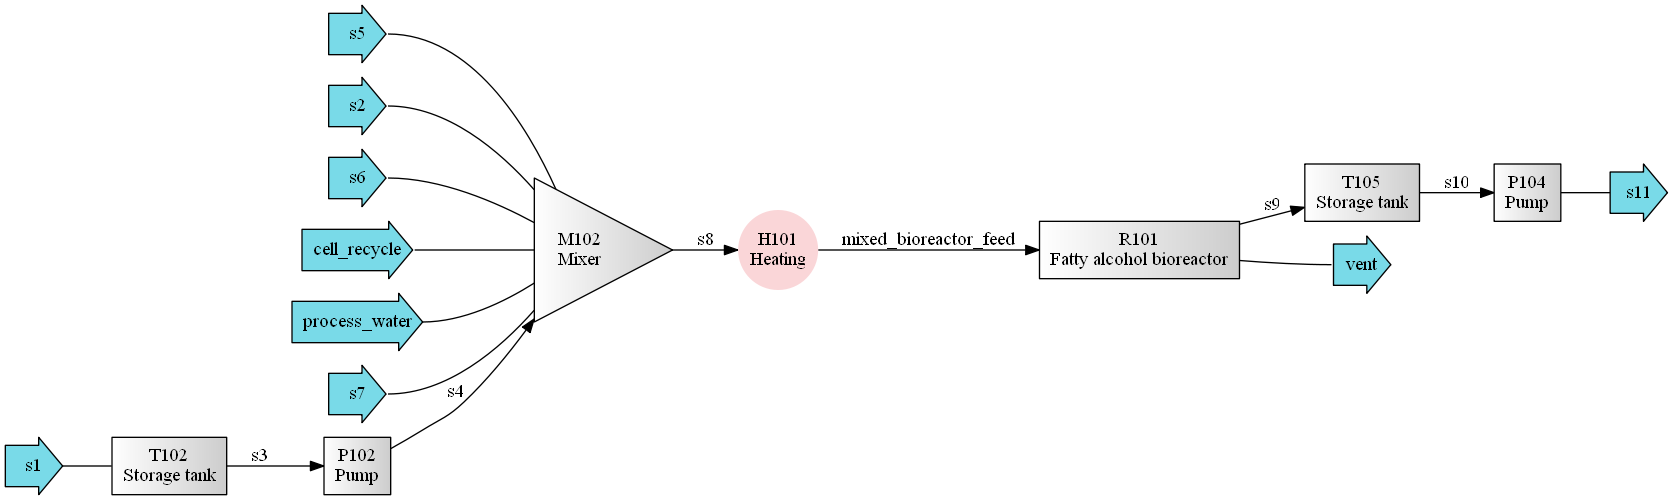 s5
s2
s6
cell_recycle
process_water
s7
s4
s1
T102
Storage tank
s3
P102
Pump
M102
Mixer
s8
H101
Heating
mixed_bioreactor_feed
R101
Fatty alcohol bioreactor
s9
vent
T105
Storage tank
s10
P104
Pump
s11